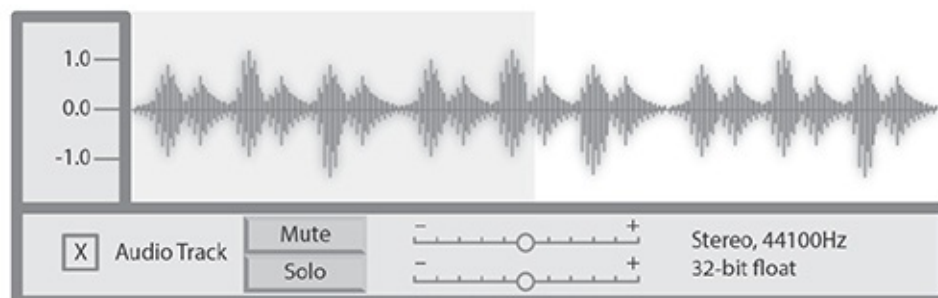 1.0
0.0
-1.0
X
Audio Track
Mute
Solo
- +
- +
Stereo, 44100Hz
32-bit float